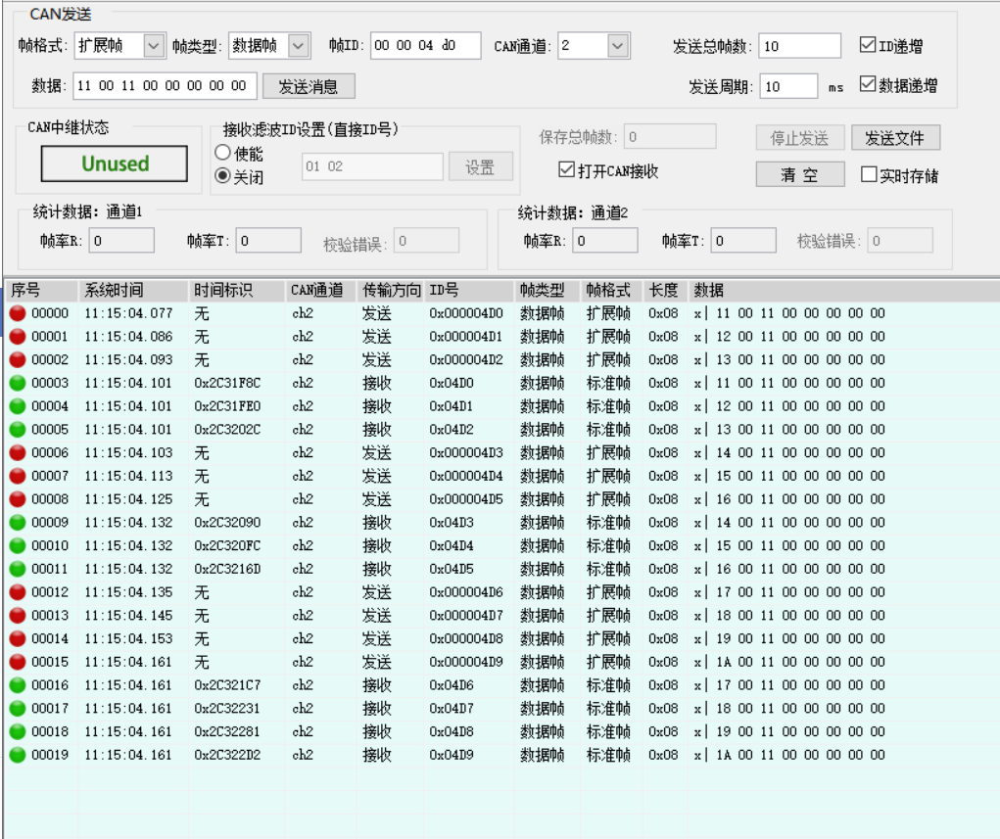 CAN发送
帧格式: 扩展帧 帧类型: 数据帧 帧ID: 00 00 04 d0 CAN通道: 2 发送总帧数: 10 ID递增
数据: 11 00 11 00 00 00 00 00 发送消息 发送周期: 10 ms 数据递增
CAN中继状态 接收滤波ID设置(直接ID号) 保存总帧数: 0 停止发送 发送文件
Unused 使能 01 02 设置 打开CAN接收 清 空 实时存储
关闭
统计数据: 通道1 统计数据: 通道2
帧率R: 0 帧率T: 0 校验错误: 0 帧率R: 0 帧率T: 0 校验错误: 0
序号 系统时间 时间标识 CAN通道 传输方向 ID号 帧类型 帧格式 长度 数据
00000 11:15:04.077 无 ch2 发送 0x000004D0 数据帧 扩展帧 0x08 x| 11 00 11 00 00 00 00 00
00001 11:15:04.086 无 ch2 发送 0x000004D1 数据帧 扩展帧 0x08 x| 12 00 11 00 00 00 00 00
00002 11:15:04.093 无 ch2 发送 0x000004D2 数据帧 扩展帧 0x08 x| 13 00 11 00 00 00 00 00
00003 11:15:04.101 0x2C31F8C ch2 接收 0x04D0 数据帧 标准帧 0x08 x| 11 00 11 00 00 00 00 00
00004 11:15:04.101 0x2C31FE0 ch2 接收 0x04D1 数据帧 标准帧 0x08 x| 12 00 11 00 00 00 00 00
00005 11:15:04.101 0x2C3202C ch2 接收 0x04D2 数据帧 标准帧 0x08 x| 13 00 11 00 00 00 00 00
00006 11:15:04.103 无 ch2 发送 0x000004D3 数据帧 扩展帧 0x08 x| 14 00 11 00 00 00 00 00
00007 11:15:04.113 无 ch2 发送 0x000004D4 数据帧 扩展帧 0x08 x| 15 00 11 00 00 00 00 00
00008 11:15:04.125 无 ch2 发送 0x000004D5 数据帧 扩展帧 0x08 x| 16 00 11 00 00 00 00 00
00009 11:15:04.132 0x2C32090 ch2 接收 0x04D3 数据帧 标准帧 0x08 x| 14 00 11 00 00 00 00 00
00010 11:15:04.132 0x2C320FC ch2 接收 0x04D4 数据帧 标准帧 0x08 x| 15 00 11 00 00 00 00 00
00011 11:15:04.132 0x2C3216D ch2 接收 0x04D5 数据帧 标准帧 0x08 x| 16 00 11 00 00 00 00 00
00012 11:15:04.135 无 ch2 发送 0x000004D6 数据帧 扩展帧 0x08 x| 17 00 11 00 00 00 00 00
00013 11:15:04.145 无 ch2 发送 0x000004D7 数据帧 扩展帧 0x08 x| 18 00 11 00 00 00 00 00
00014 11:15:04.153 无 ch2 发送 0x000004D8 数据帧 扩展帧 0x08 x| 19 00 11 00 00 00 00 00
00015 11:15:04.161 无 ch2 发送 0x000004D9 数据帧 扩展帧 0x08 x| 1A 00 11 00 00 00 00 00
00016 11:15:04.161 0x2C321C7 ch2 接收 0x04D6 数据帧 标准帧 0x08 x| 17 00 11 00 00 00 00 00
00017 11:15:04.161 0x2C32231 ch2 接收 0x04D7 数据帧 标准帧 0x08 x| 18 00 11 00 00 00 00 00
00018 11:15:04.161 0x2C32281 ch2 接收 0x04D8 数据帧 标准帧 0x08 x| 19 00 11 00 00 00 00 00
00019 11:15:04.161 0x2C322D2 ch2 接收 0x04D9 数据帧 标准帧 0x08 x| 1A 00 11 00 00 00 00 00